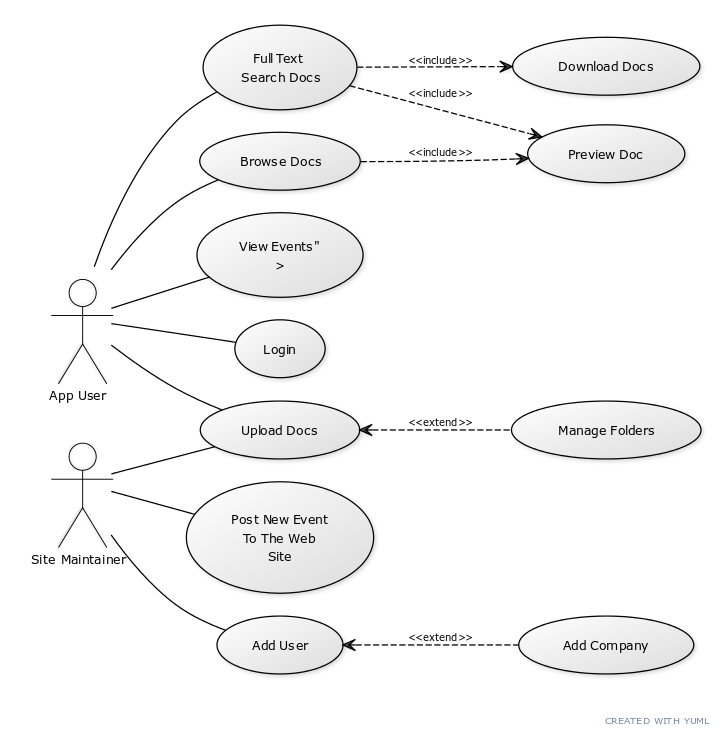 Full Text
Search Docs
<<include>>
Download Docs
<<include>>
Browse Docs
<<include>>
Preview Doc
View Events"
>
Login
App User
Upload Docs
<<extend>>
Manage Folders
Post New Event
To The Web
Site
Site Maintainer
Add User
<<extend>>
Add Company
CREATED WITH YUML